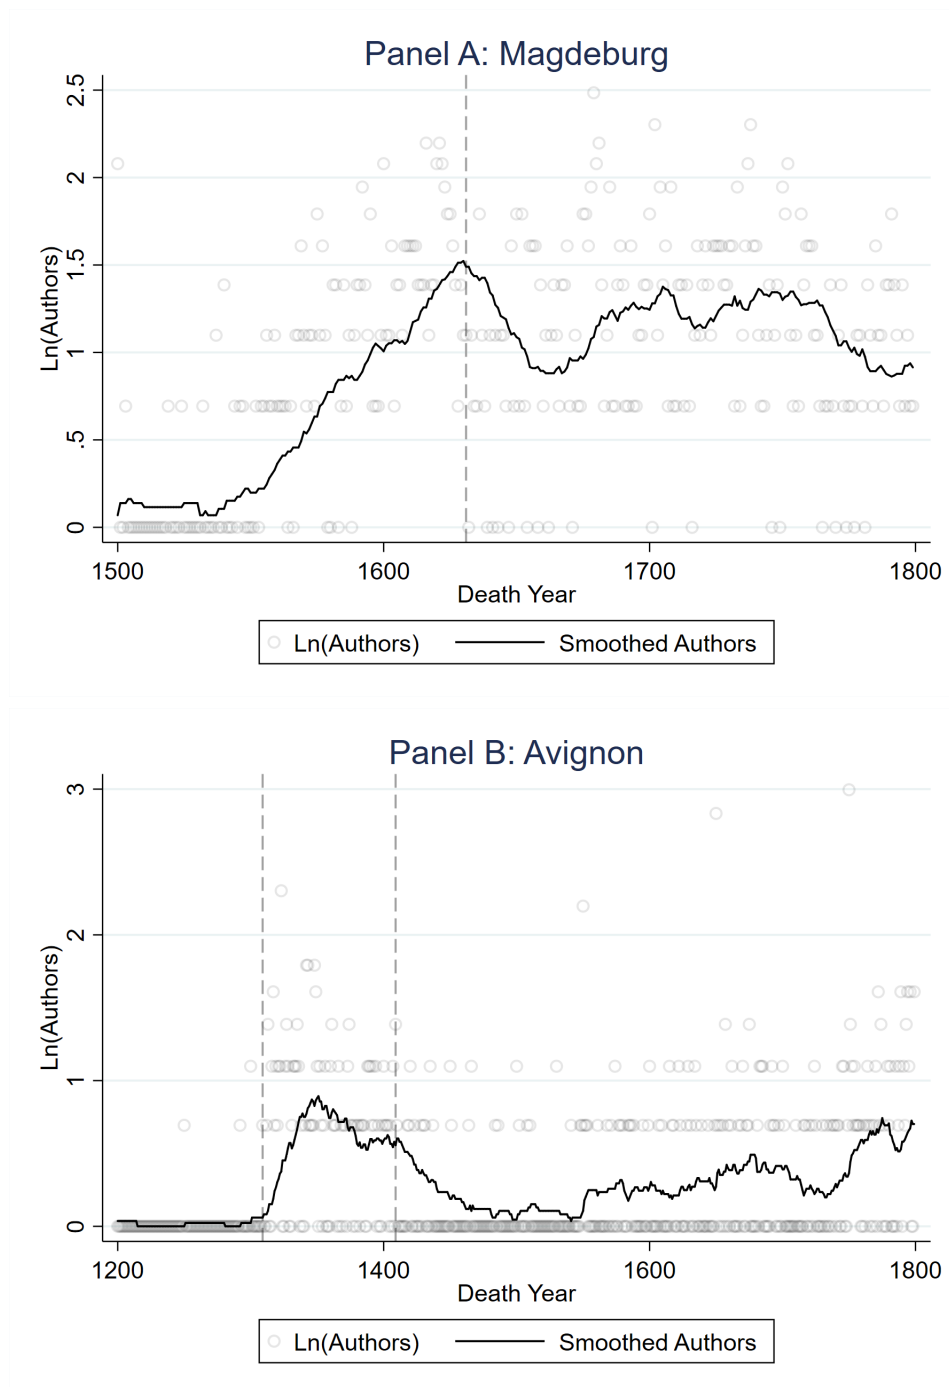 Panel A: Magdeburg
Ln(Authors)
2.5
2
1.5
1
.5
0
1500 1600 1700 1800
Death Year
Ln(Authors) Smoothed Authors
Panel B: Avignon
Ln(Authors)
3
2
1
0
1200 1400 1600 1800
Death Year
Ln(Authors) Smoothed Authors